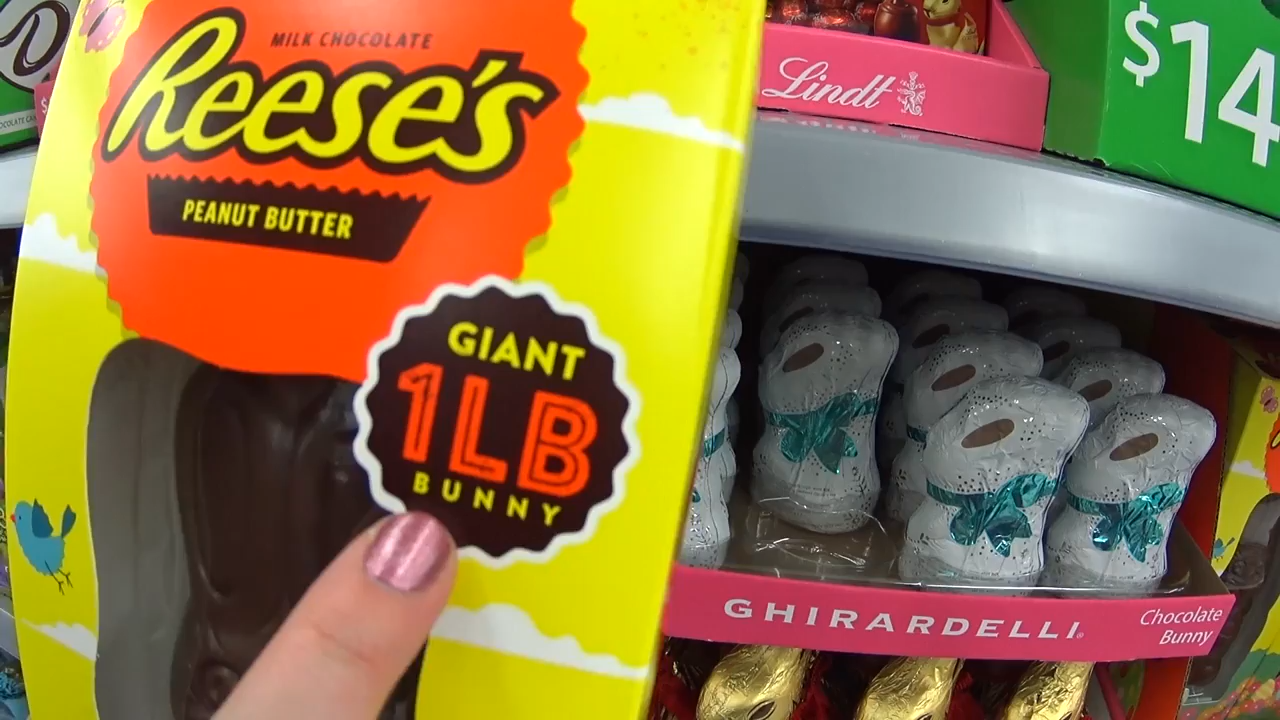 MILK CHOCOLATE
Reese's
PEANUT BUTTER
GIANT
1LB
BUNNY
Lindt
$14
GHIRARDELLI
Chocolate
Bunny